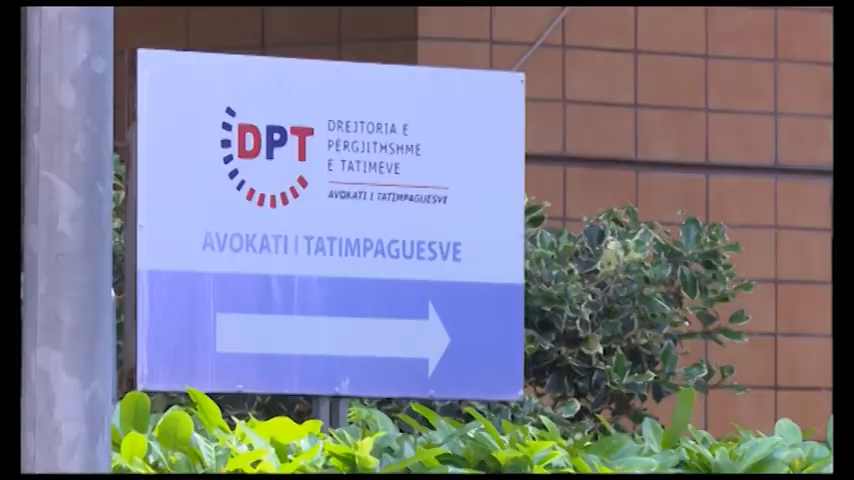 DPT
DREJTORIA E
PËRGJITHSHME
E TATIMEVE
AVOKATI I TATIMPAGUESVE
AVOKATI I TATIMPAGUESVE